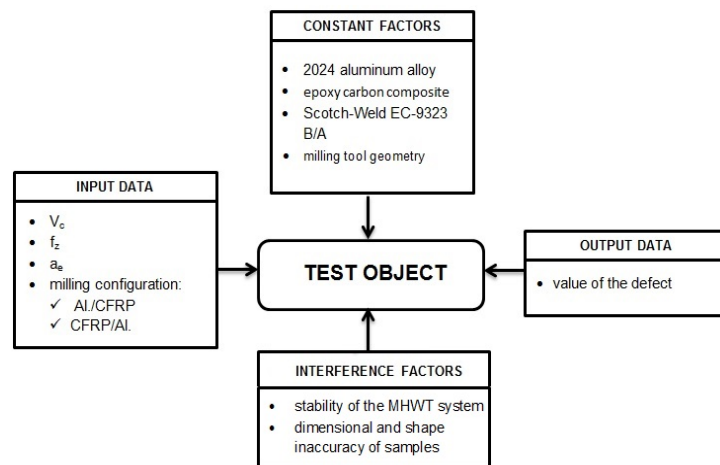 CONSTANT FACTORS
• 2024 aluminum alloy
• epoxy carbon composite
• Scotch-Weld EC-9323
B/A
• milling tool geometry
INPUT DATA
• Vc
• fz
• ae
• milling configuration:
✓ Al./CFRP
✓ CFRP/Al.
TEST OBJECT
OUTPUT DATA
• value of the defect
INTERFERENCE FACTORS
• stability of the MHWT system
• dimensional and shape
inaccuracy of samples